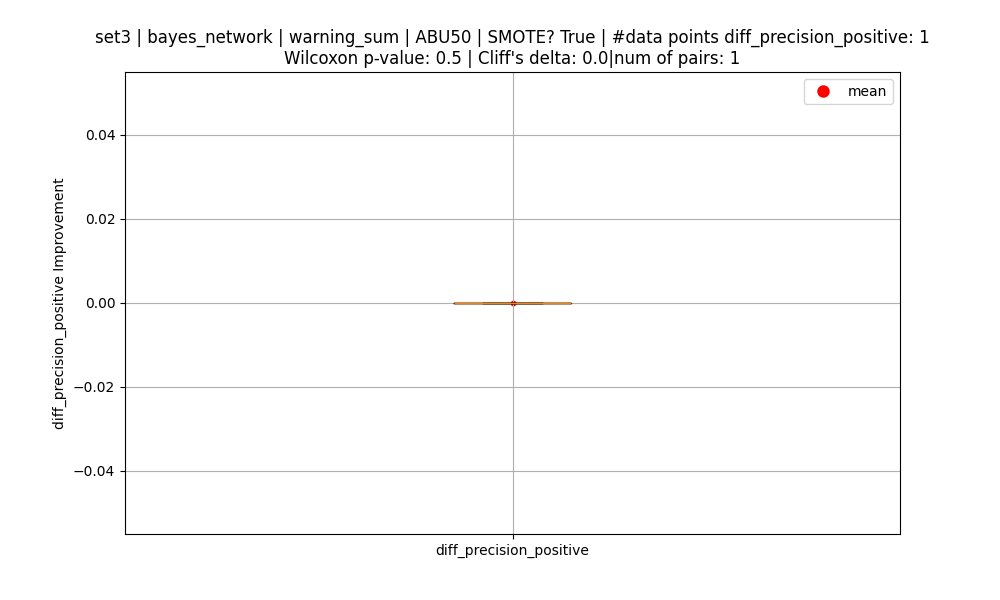 set3 | bayes_network | warning_sum | ABU50 | SMOTE? True | #data points diff_precision_positive: 1
Wilcoxon p-value: 0.5 | Cliff's delta: 0.0|num of pairs: 1
mean
0.04
0.02
0.00
−0.02
−0.04
diff_precision_positive Improvement
diff_precision_positive